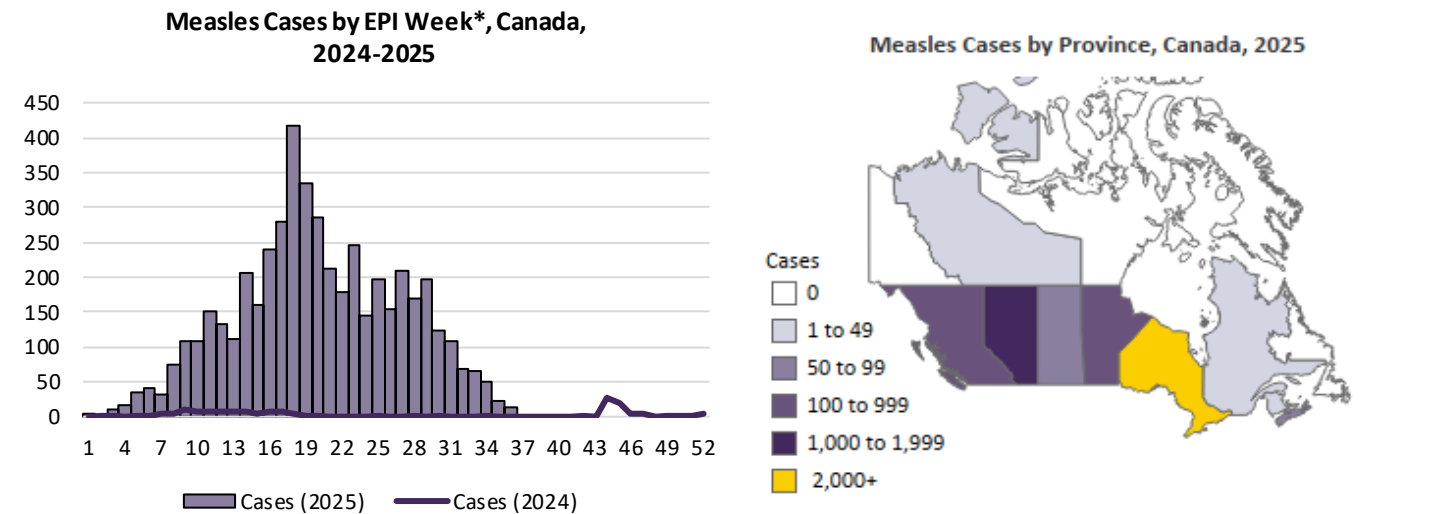 Measles Cases by EPI Week*, Canada,
2024-2025
450
400
350
300
250
200
150
100
50
0
1 4 7 10 13 16 19 22 25 28 31 34 37 40 43 46 49 52
Cases (2025) Cases (2024)
Measles Cases by Province, Canada, 2025
Cases
0
1 to 49
50 to 99
100 to 999
1,000 to 1,999
2,000+